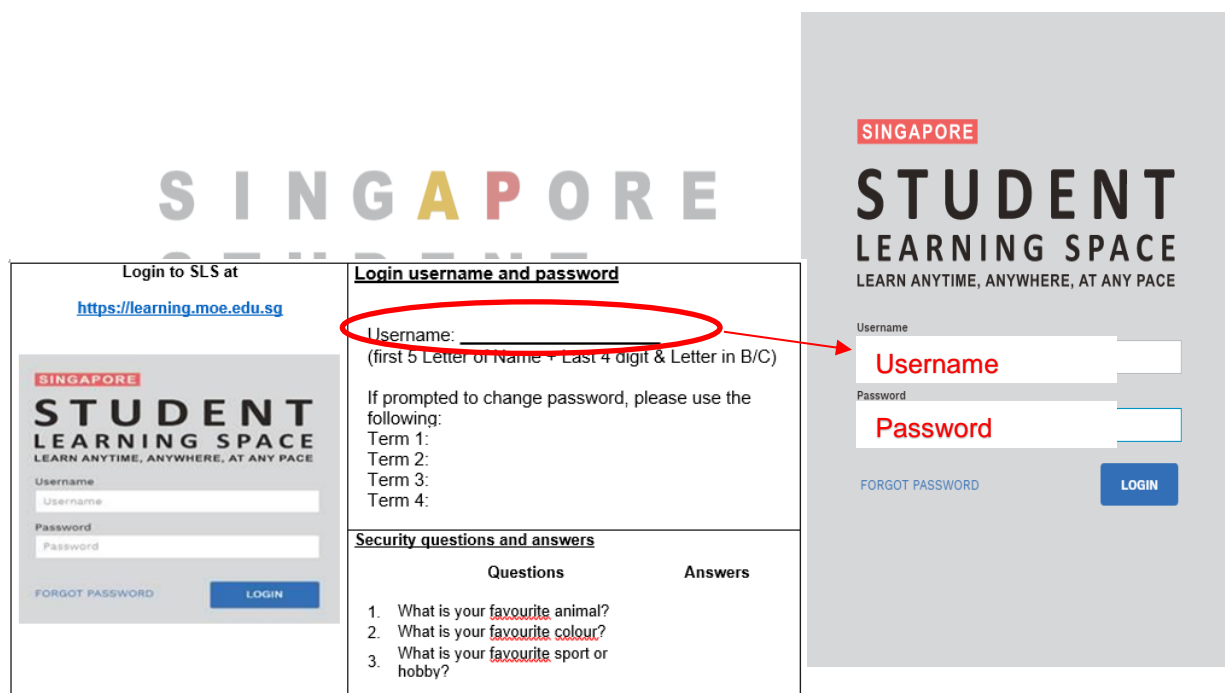 SINGAPORE
STUDENT
Login to SLS at
https://learning.moe.edu.sg
SINGAPORE
STUDENT
LEARNING SPACE
LEARN ANYTIME, ANYWHERE, AT ANY PACE
Username
Username
Password
Password
FORGOT PASSWORD
LOGIN
Login username and password
Username: ____________________
(first 5 Letter of Name + Last 4 digit & Letter in B/C)
If prompted to change password, please use the
following:
Term 1:
Term 2:
Term 3:
Term 4:
Security questions and answers
Questions Answers
1. What is your favourite animal?
2. What is your favourite colour?
3. What is your favourite sport or
hobby?
SINGAPORE
STUDENT
LEARNING SPACE
LEARN ANYTIME, ANYWHERE, AT ANY PACE
Username
Username
Password
Password
FORGOT PASSWORD
LOGIN